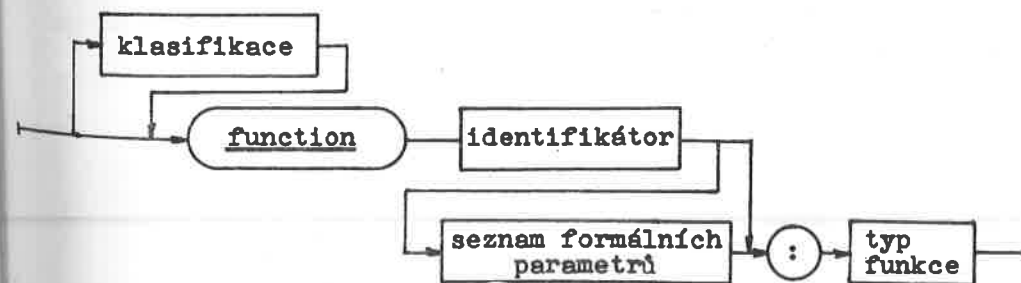 klasifikace
function
identifikátor
seznam formálních
parametrů
:
typ
funkce